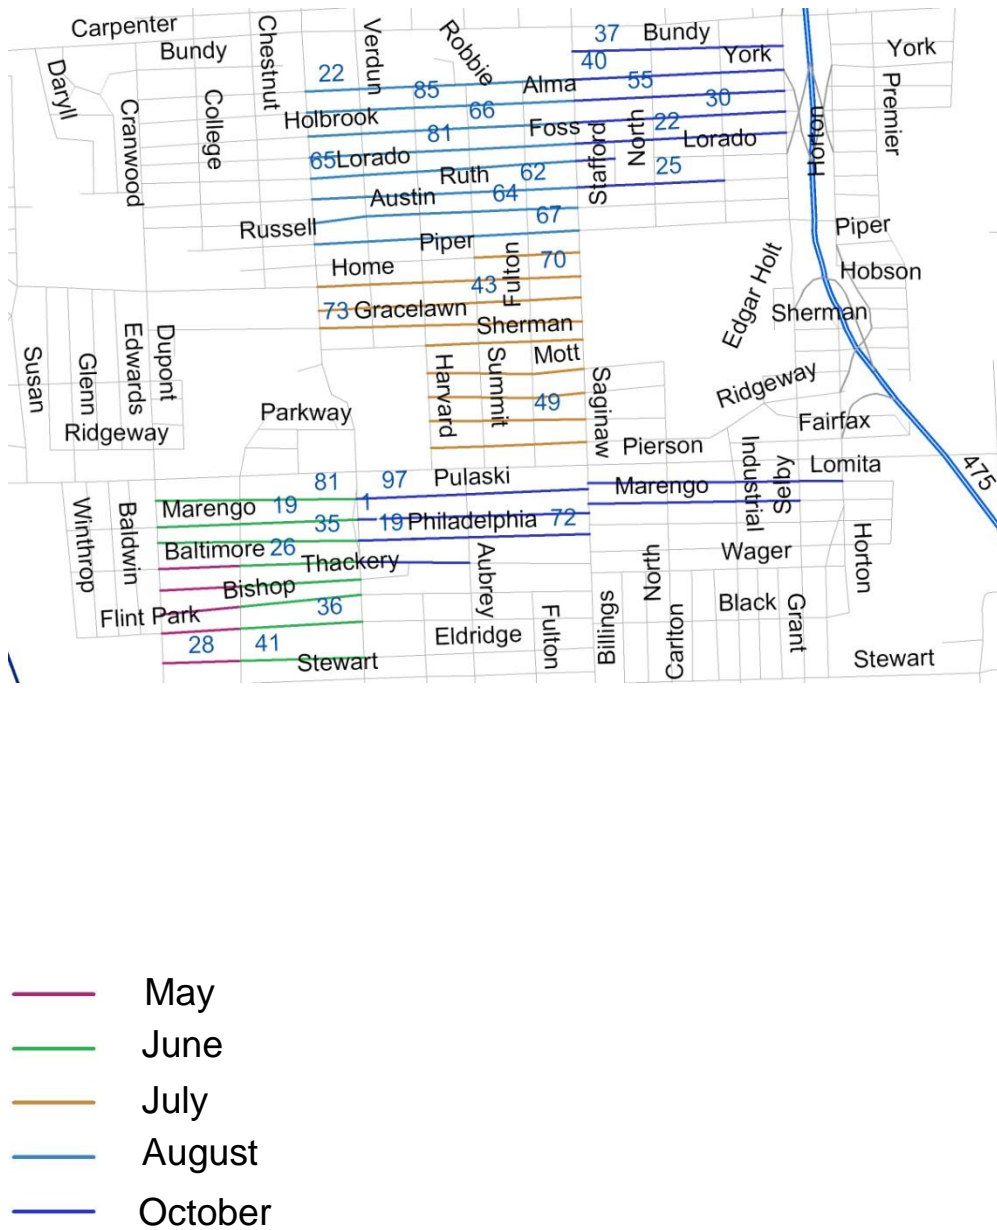 Carpenter
Bundy
Chestnut
Verdun
Robbie
37
Bundy
York
York
Daryll
Cranwood
College
22
85
Alma
40
55
30
Premier
Holbrook
66
Foss
81
Stafford
North
22
Lorado
Horton
65
Lorado
Ruth
62
25
Austin
64
Russell
67
Piper
Piper
Home
Fulton
70
Edgar Holt
Hobson
43
73
Gracelawn
Sherman
Sherman
Susan
Glenn
Edwards
Dupont
Harvard
Summit
Mott
Saginaw
Ridgeway
49
Parkway
Ridgeway
Fairfax
Pierson
Industrial
Selby
Lomita
475
81
97
Pulaski
Marengo
Winthrop
Baldwin
Marengo
19
1
35
19
Philadelphia
72
Baltimore
26
Thackery
Aubrey
North
Wager
Horton
Bishop
Flint Park
36
Eldridge
Fulton
Billings
Carlton
Black
Grant
28
41
Stewart
Stewart
May
June
July
August
October